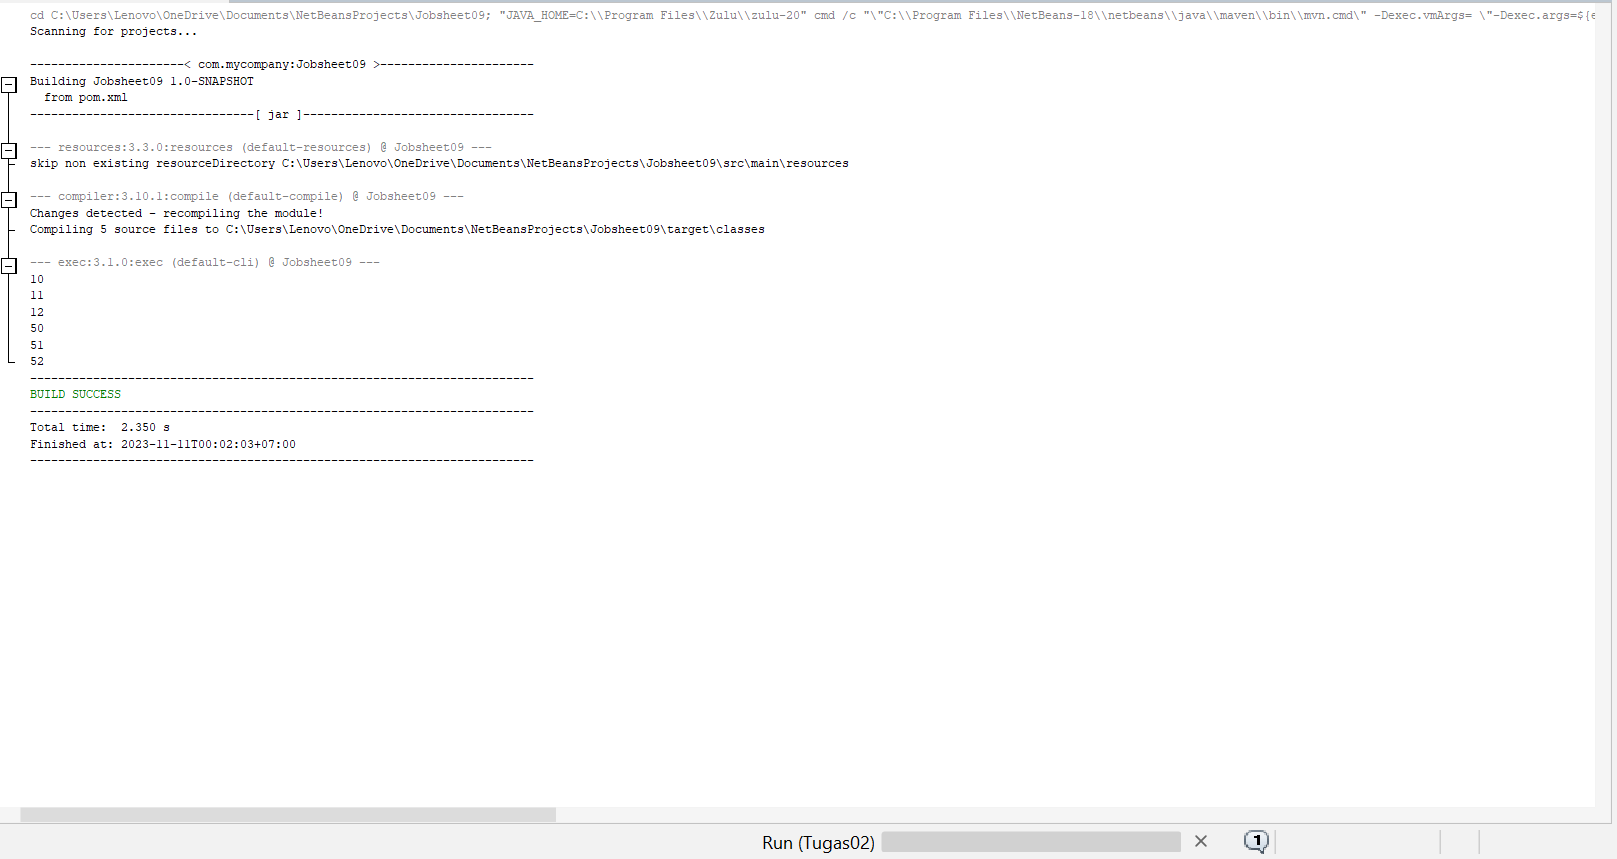 cd C:\Users\Lenovo\OneDrive\Documents\NetBeansProjects\Jobsheet09; "JAVA_HOME=C:\\Program Files\\Zulu\\zulu-20" cmd /c "\"C:\\Program Files\\NetBeans-18\\netbeans\\java\\maven\\bin\\mvn.cmd\" -Dexec.vmArgs= \"-Dexec.args=${e
Scanning for projects...
----------------------< com.mycompany:Jobsheet09 >----------------------
Building Jobsheet09 1.0-SNAPSHOT
  from pom.xml
--------------------------------[ jar ]---------------------------------
--- resources:3.3.0:resources (default-resources) @ Jobsheet09 ---
skip non existing resourceDirectory C:\Users\Lenovo\OneDrive\Documents\NetBeansProjects\Jobsheet09\src\main\resources
--- compiler:3.10.1:compile (default-compile) @ Jobsheet09 ---
Changes detected - recompiling the module!
Compiling 5 source files to C:\Users\Lenovo\OneDrive\Documents\NetBeansProjects\Jobsheet09\target\classes
--- exec:3.1.0:exec (default-cli) @ Jobsheet09 ---
10
11
12
50
51
52
------------------------------------------------------------------------
BUILD SUCCESS
------------------------------------------------------------------------
Total time:  2.350 s
Finished at: 2023-11-11T00:02:03+07:00
------------------------------------------------------------------------
Run (Tugas02) 1